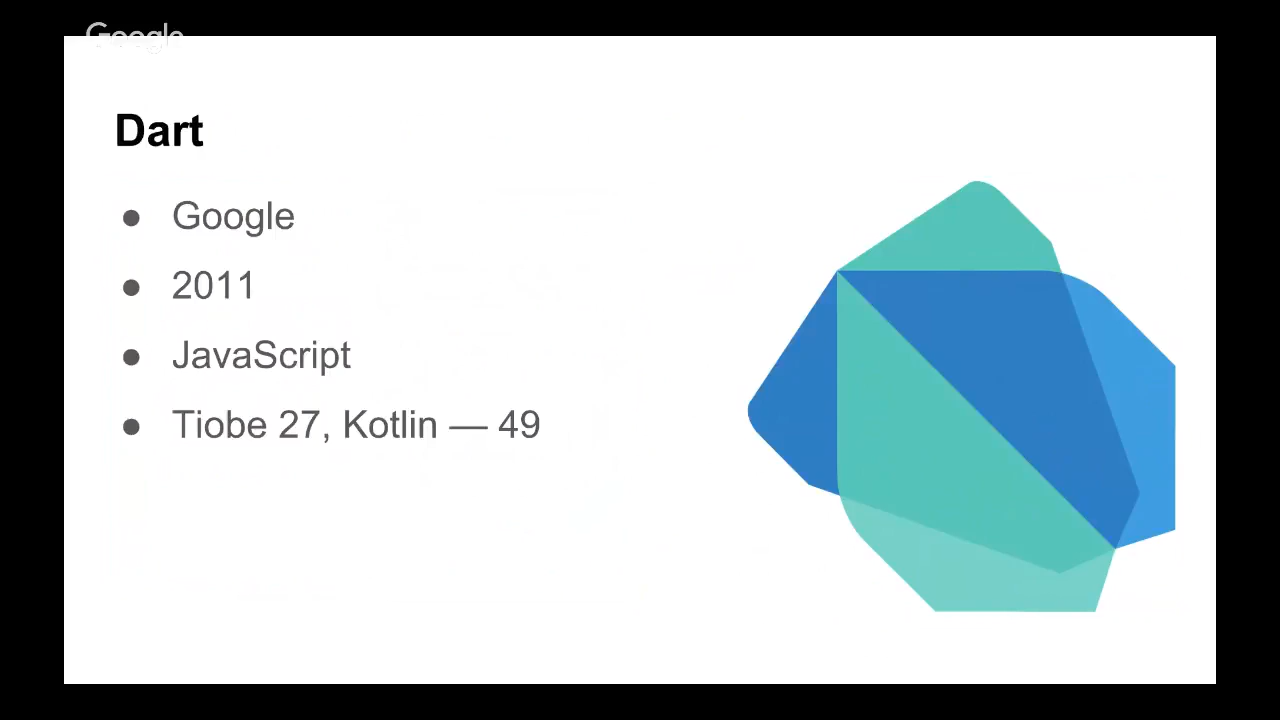 Google
Dart
● Google
● 2011
● JavaScript
● Tiobe 27, Kotlin — 49